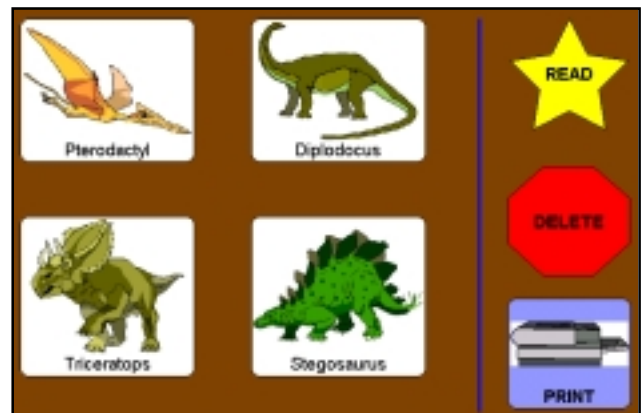 Pterodactyl
Diplodocus
READ
DELETE
Triceratops
Stegosaurus
PRINT